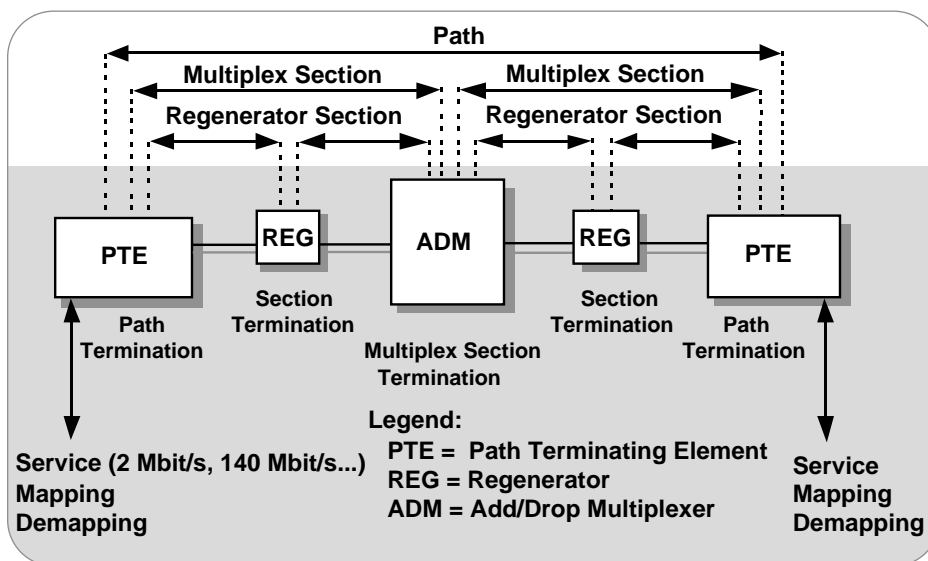 Path
Multiplex Section Multiplex Section
Regenerator Section Regenerator Section
PTE REG ADM REG PTE
Path
Termination
Section
Termination
Multiplex Section
Termination
Section
Termination
Path
Termination
Service (2 Mbit/s, 140 Mbit/s...)
Mapping
Demapping
Legend:
PTE = Path Terminating Element
REG = Regenerator
ADM = Add/Drop Multiplexer
Service
Mapping
Demapping